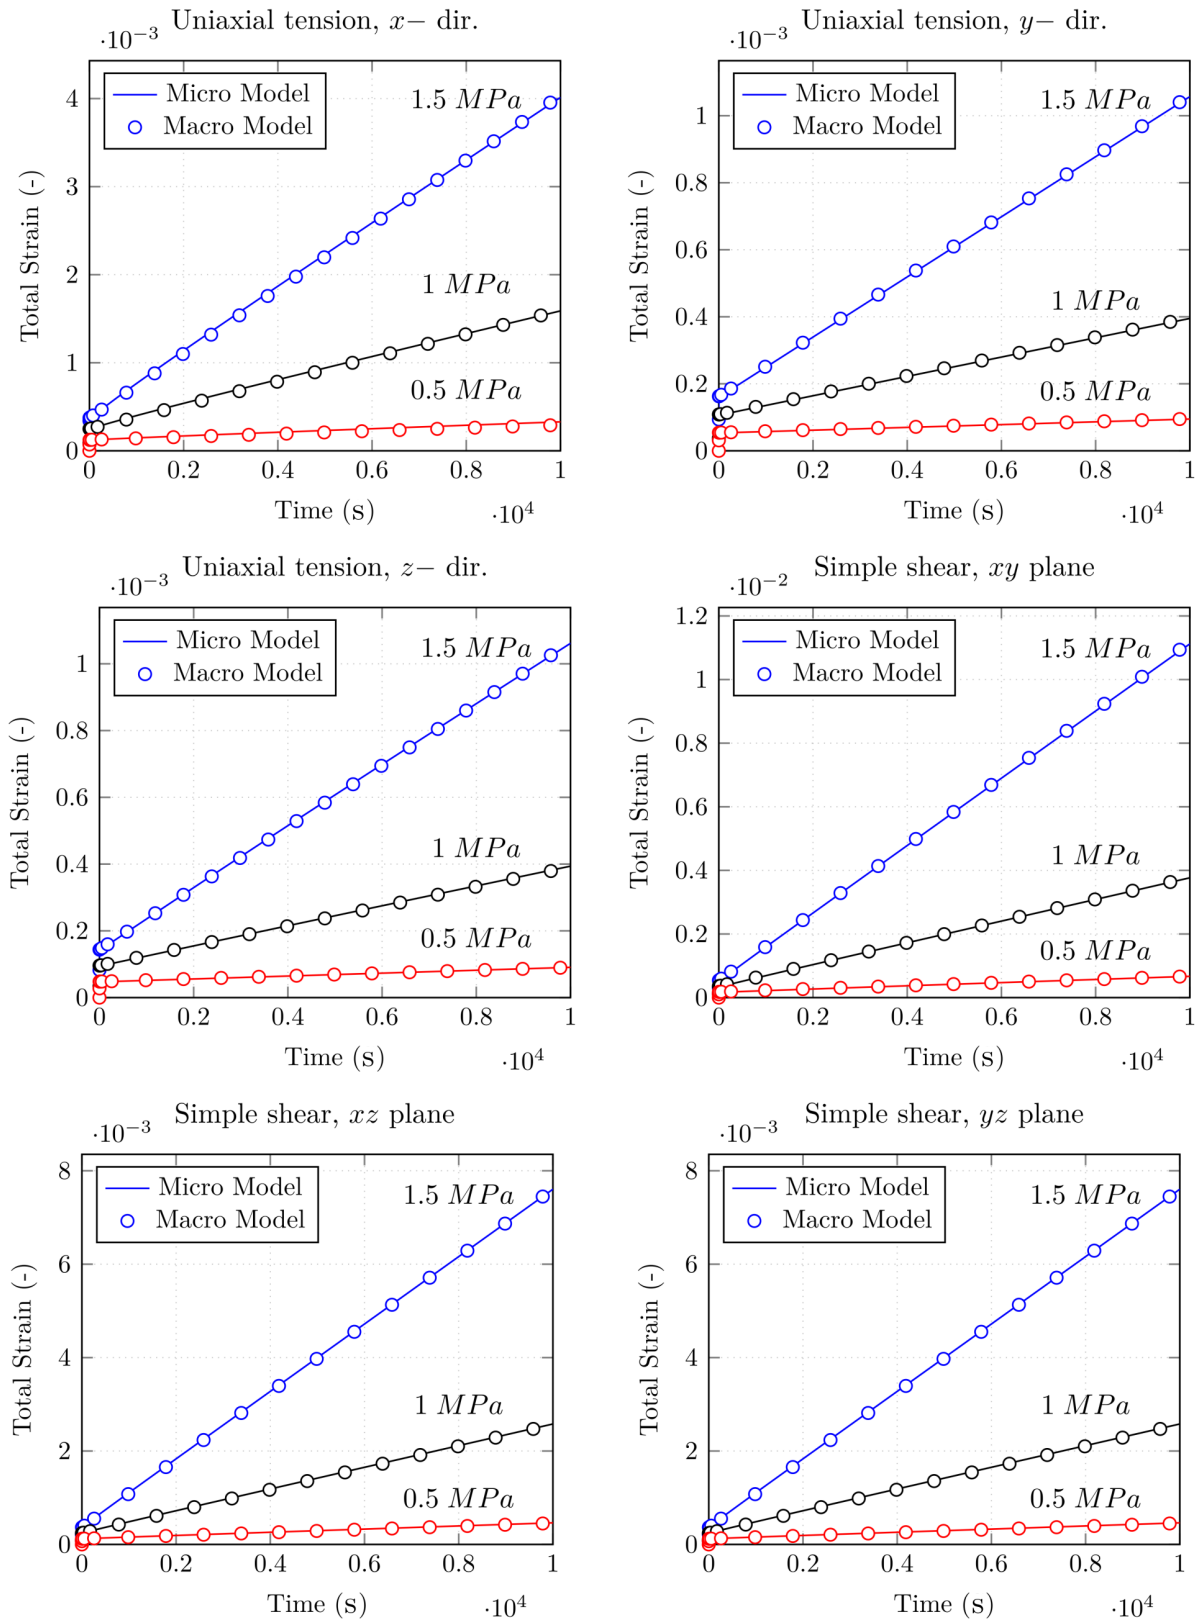 Uniaxial tension, x− dir.
·10−3
Micro Model
Macro Model
1.5 MPa
1 MPa
0.5 MPa
4
3
2
1
0
0 0.2 0.4 0.6 0.8 1
Total Strain (-)
Time (s)
·10⁴
Uniaxial tension, y− dir.
·10−3
Micro Model
Macro Model
1.5 MPa
1 MPa
0.5 MPa
1
0.8
0.6
0.4
0.2
0
0 0.2 0.4 0.6 0.8 1
Total Strain (-)
Time (s)
·10⁴
Uniaxial tension, z− dir.
·10−3
Micro Model
Macro Model
1.5 MPa
1 MPa
0.5 MPa
1
0.8
0.6
0.4
0.2
0
0 0.2 0.4 0.6 0.8 1
Total Strain (-)
Time (s)
·10⁴
Simple shear, xy plane
·10−2
Micro Model
Macro Model
1.5 MPa
1 MPa
0.5 MPa
1.2
1
0.8
0.6
0.4
0.2
0
0 0.2 0.4 0.6 0.8 1
Total Strain (-)
Time (s)
·10⁴
Simple shear, xz plane
·10−3
Micro Model
Macro Model
1.5 MPa
1 MPa
0.5 MPa
8
6
4
2
0
0 0.2 0.4 0.6 0.8 1
Total Strain (-)
Time (s)
·10⁴
Simple shear, yz plane
·10−3
Micro Model
Macro Model
1.5 MPa
1 MPa
0.5 MPa
8
6
4
2
0
0 0.2 0.4 0.6 0.8 1
Total Strain (-)
Time (s)
·10⁴